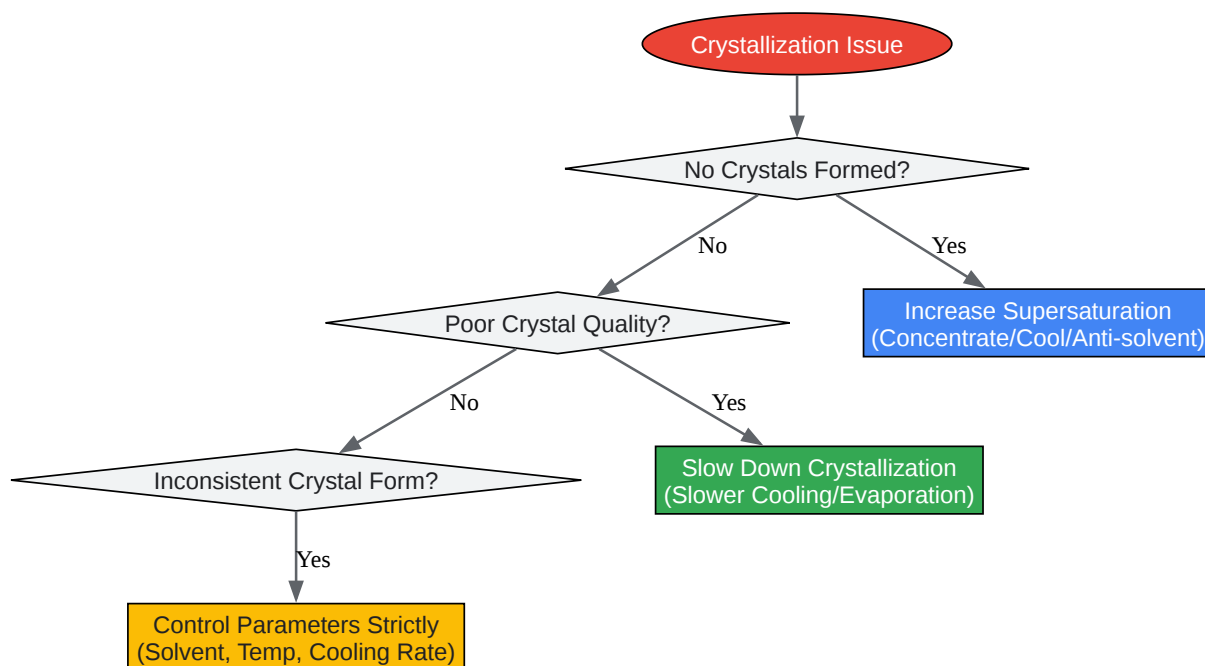 Crystallization Issue
No Crystals Formed?
No
Yes
Increase Supersaturation
(Concentrate/Cool/Anti-solvent)
Poor Crystal Quality?
No
Yes
Slow Down Crystallization
(Slower Cooling/Evaporation)
Inconsistent Crystal Form?
Yes
Control Parameters Strictly
(Solvent, Temp, Cooling Rate)